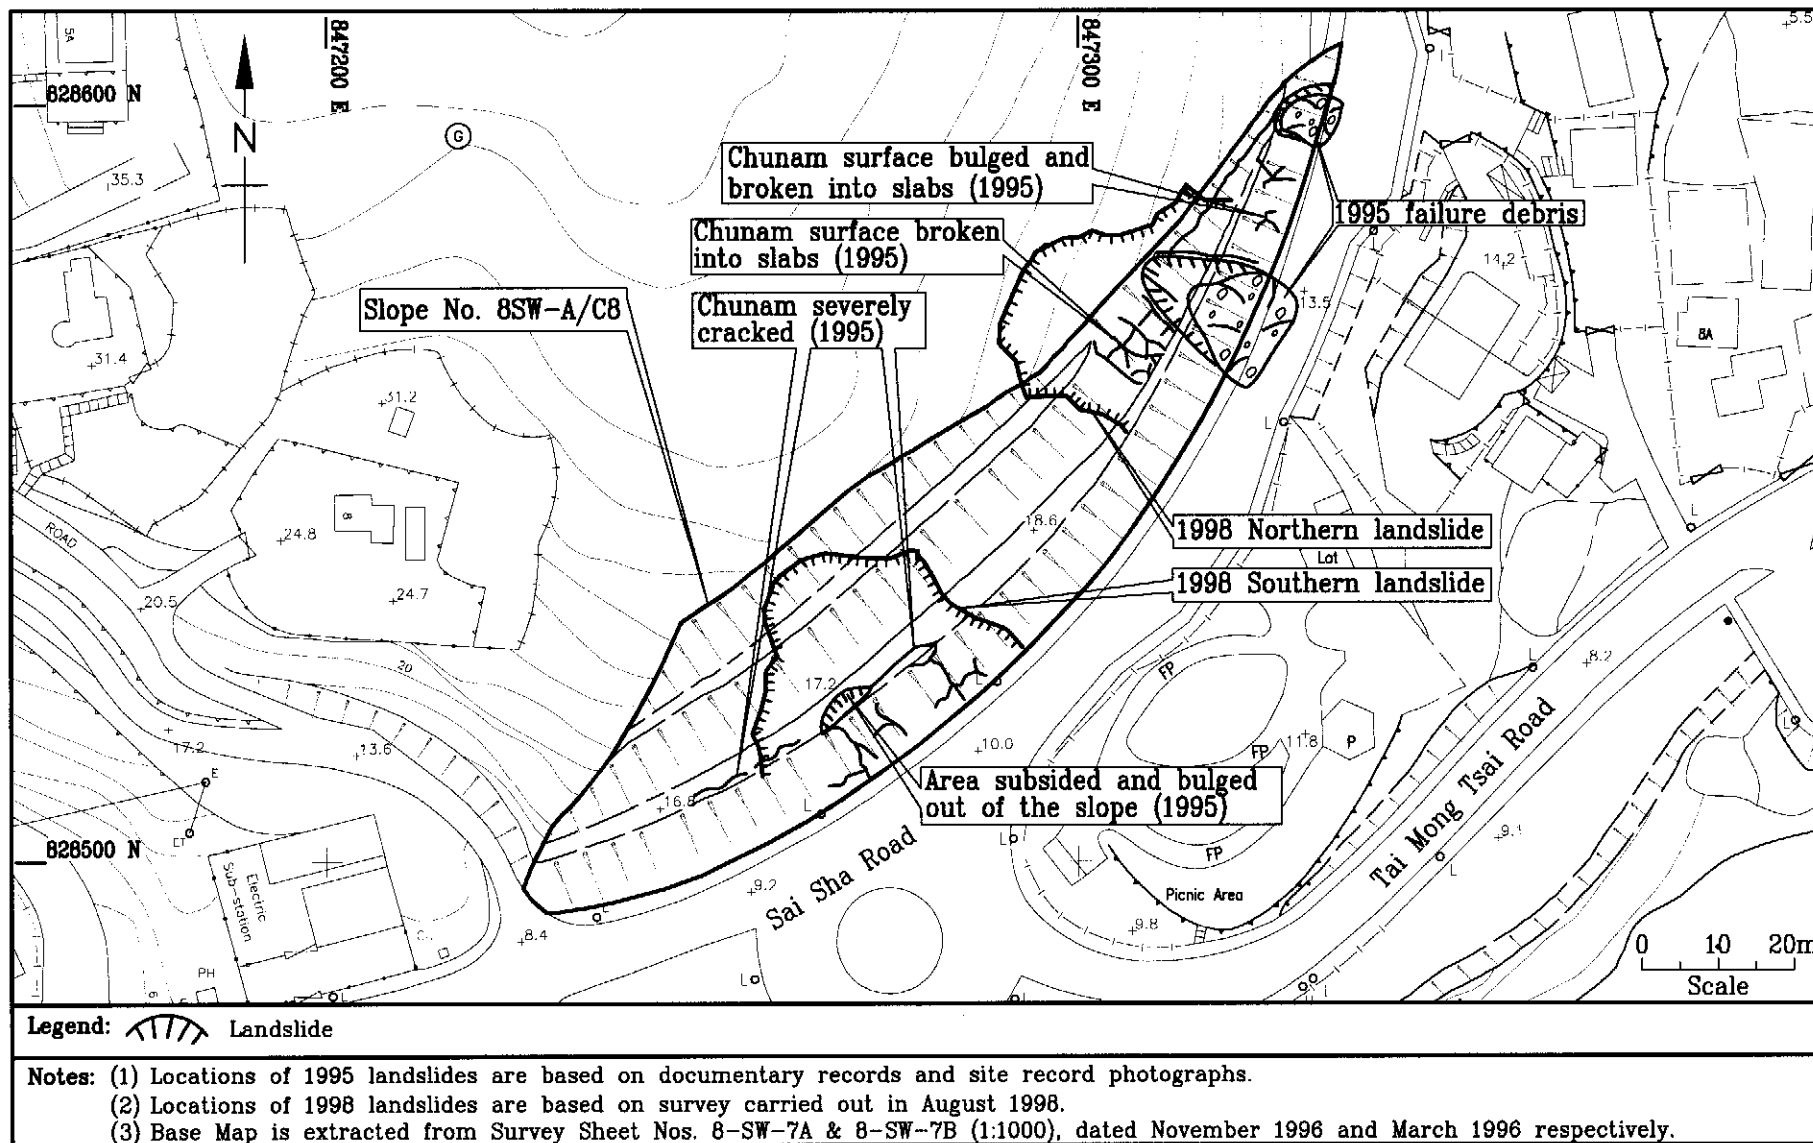 5A
847200 E
847300 E
5.5
828600 N
N
G
35.3
Chunam surface bulged and
broken into slabs (1995)
1995 failure debris
Chunam surface broken
into slabs (1995)
14.2
Slope No. 8SW-A/C8
Chunam severely
cracked (1995)
13.5
8A
31.4
31.2
L
18.6
1998 Northern landslide
Lot
1998 Southern landslide
ROAD
8
24.8
24.7
20.5
20
17.2
FP
L
8.2
L
17.2
13.6
10.0
FP
11.8
P
L
E
16.8
L
Area subsided and bulged
out of the slope (1995)
Tai Mong Tsai Road
9.1
L
828500 N
CT
Electric
Sub-station
Sai Sha Road
FP
9.2
Picnic Area
L
8.4
9.8
0 10 20m
Scale
PH
L
L
Legend: Landslide
Notes: (1) Locations of 1995 landslides are based on documentary records and site record photographs.
(2) Locations of 1998 landslides are based on survey carried out in August 1998.
(3) Base Map is extracted from Survey Sheet Nos. 8-SW-7A & 8-SW-7B (1:1000), dated November 1996 and March 1996 respectively.